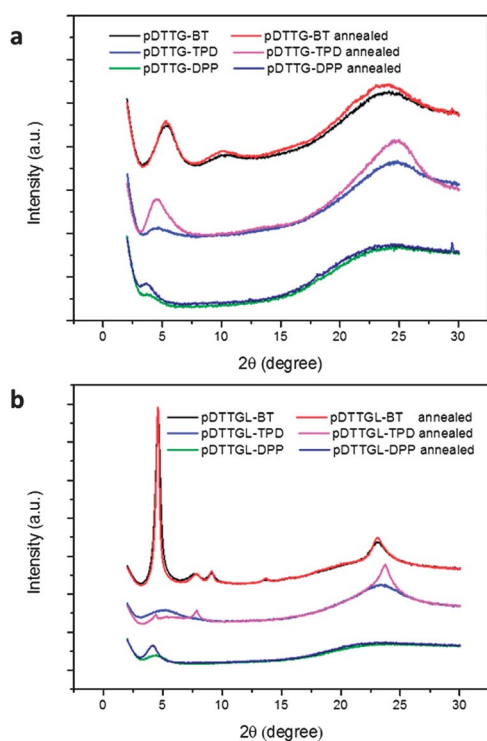 a
pDTTG-BT pDTTG-BT annealed
pDTTG-TPD pDTTG-TPD annealed
pDTTG-DPP pDTTG-DPP annealed
Intensity (a.u.)
0 5 10 15 20 25 30
2θ (degree)
b
pDTTGL-BT pDTTGL-BT annealed
pDTTGL-TPD pDTTGL-TPD annealed
pDTTGL-DPP pDTTGL-DPP annealed
Intensity (a.u.)
0 5 10 15 20 25 30
2θ (degree)